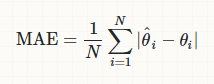 MAE = \frac{1}{N} \sum_{i=1}^{N} |\hat{\theta}_i - \theta_i|